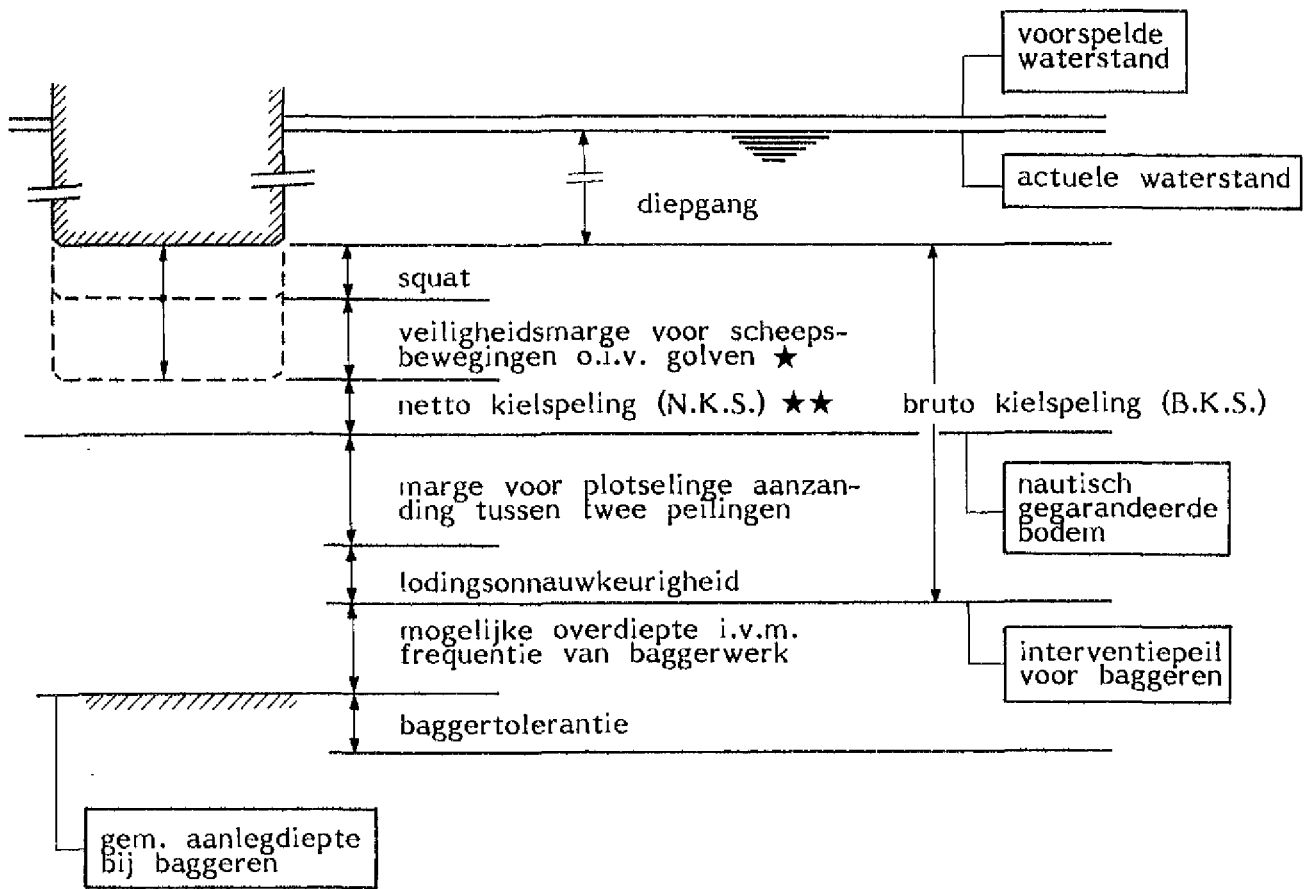 voorspelde
waterstand
actuele waterstand
diepgang
squat
veiligheidsmarge voor scheeps-
bewegingen o.i.v. golven ★
netto kielspeling (N.K.S.) ★★
bruto kielspeling (B.K.S.)
marge voor plotselinge aanzan-
ding tussen twee peilingen
nautisch
gegarandeerde
bodem
lodingsonnauwkeurigheid
mogelijke overdiepte i.v.m.
frequentie van baggerwerk
interventiepeil
voor baggeren
baggertolerantie
gem. aanlegdiepte
bij baggeren